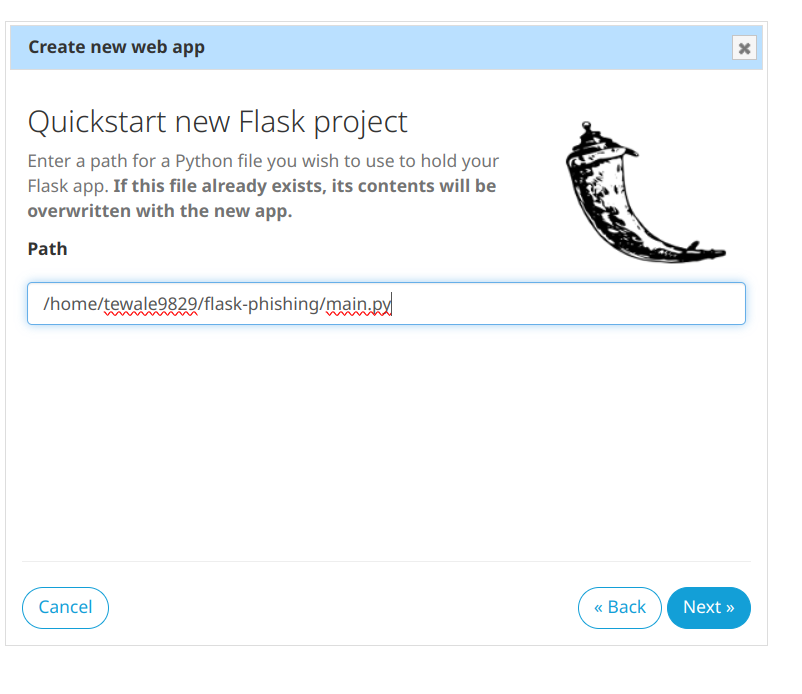 Create new web app
Quickstart new Flask project
Enter a path for a Python file you wish to use to hold your
Flask app. If this file already exists, its contents will be
overwritten with the new app.
Path
/home/tewale9829/flask-phishing/main.py
Cancel
« Back
Next »